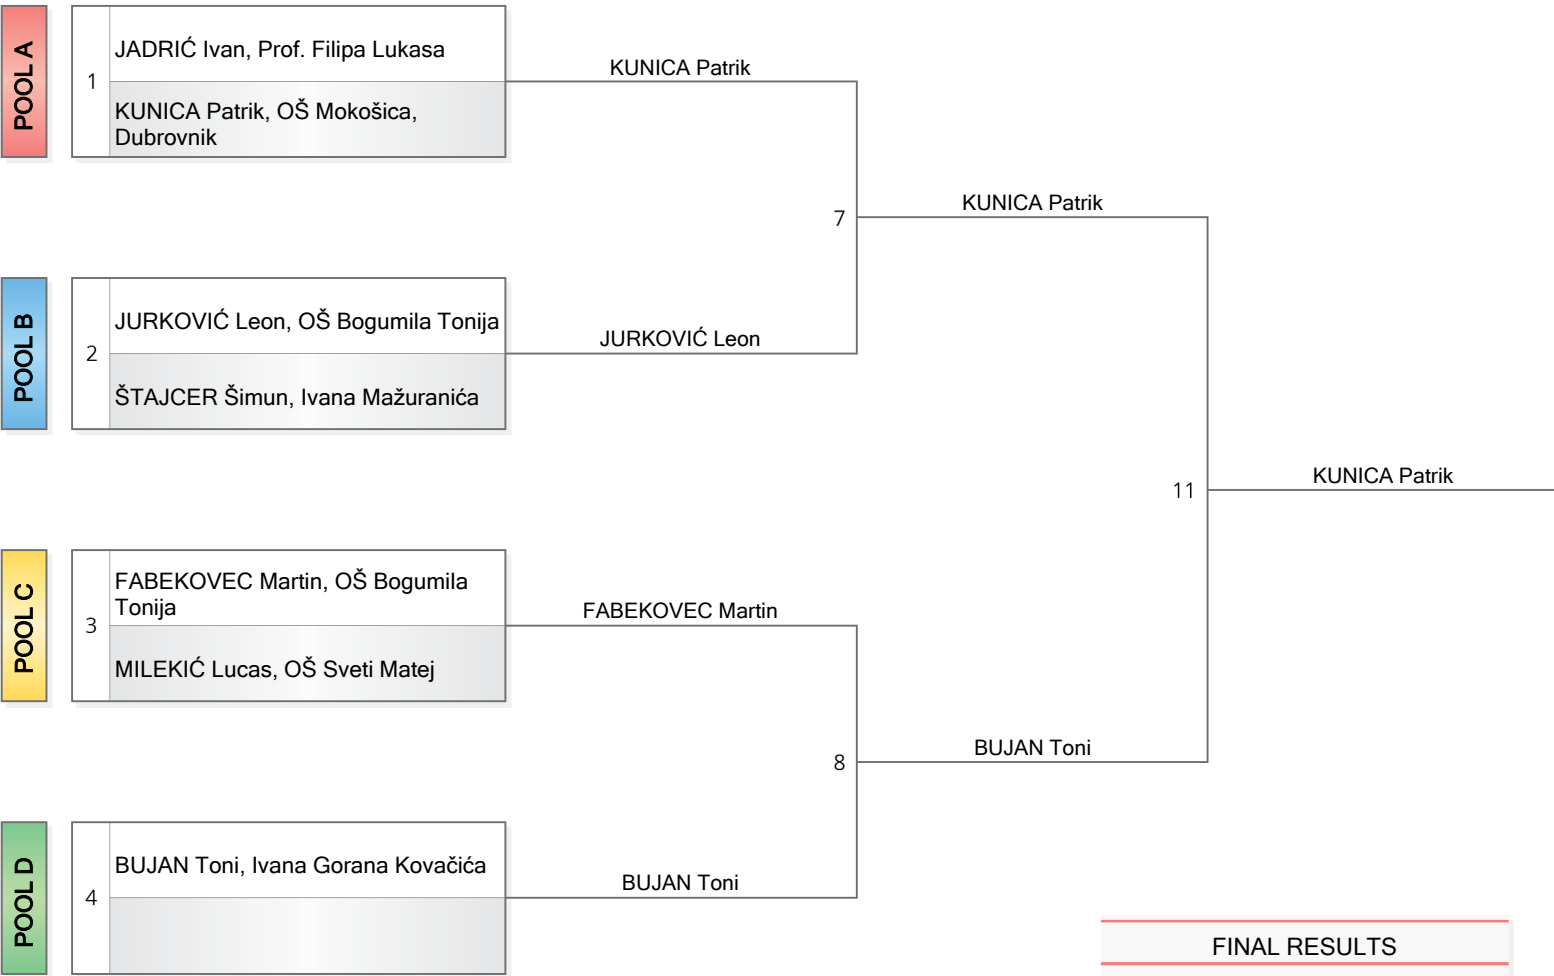 POOL A
1
JADRIĆ Ivan, Prof. Filipa Lukasa
KUNICA Patrik, OŠ Mokošica,
Dubrovnik
KUNICA Patrik
7
KUNICA Patrik
POOL B
2
JURKOVIĆ Leon, OŠ Bogumila Tonija
ŠTAJCER Šimun, Ivana Mažuranića
JURKOVIĆ Leon
11
KUNICA Patrik
POOL C
3
FABEKOVEC Martin, OŠ Bogumila
Tonija
MILEKIĆ Lucas, OŠ Sveti Matej
FABEKOVEC Martin
8
BUJAN Toni
POOL D
4
BUJAN Toni, Ivana Gorana Kovačića
BUJAN Toni
FINAL RESULTS